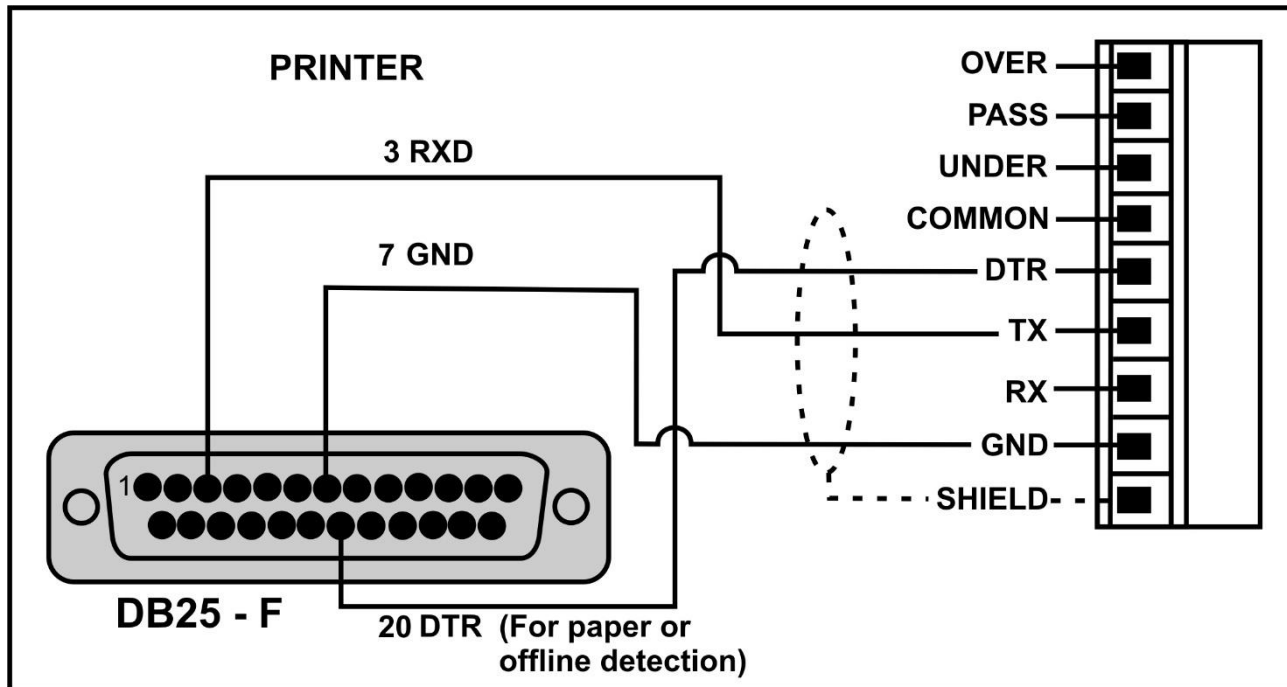 PRINTER
3 RXD
7 GND
1
DB25 - F
20 DTR (For paper or
offline detection)
OVER
PASS
UNDER
COMMON
DTR
TX
RX
GND
SHIELD